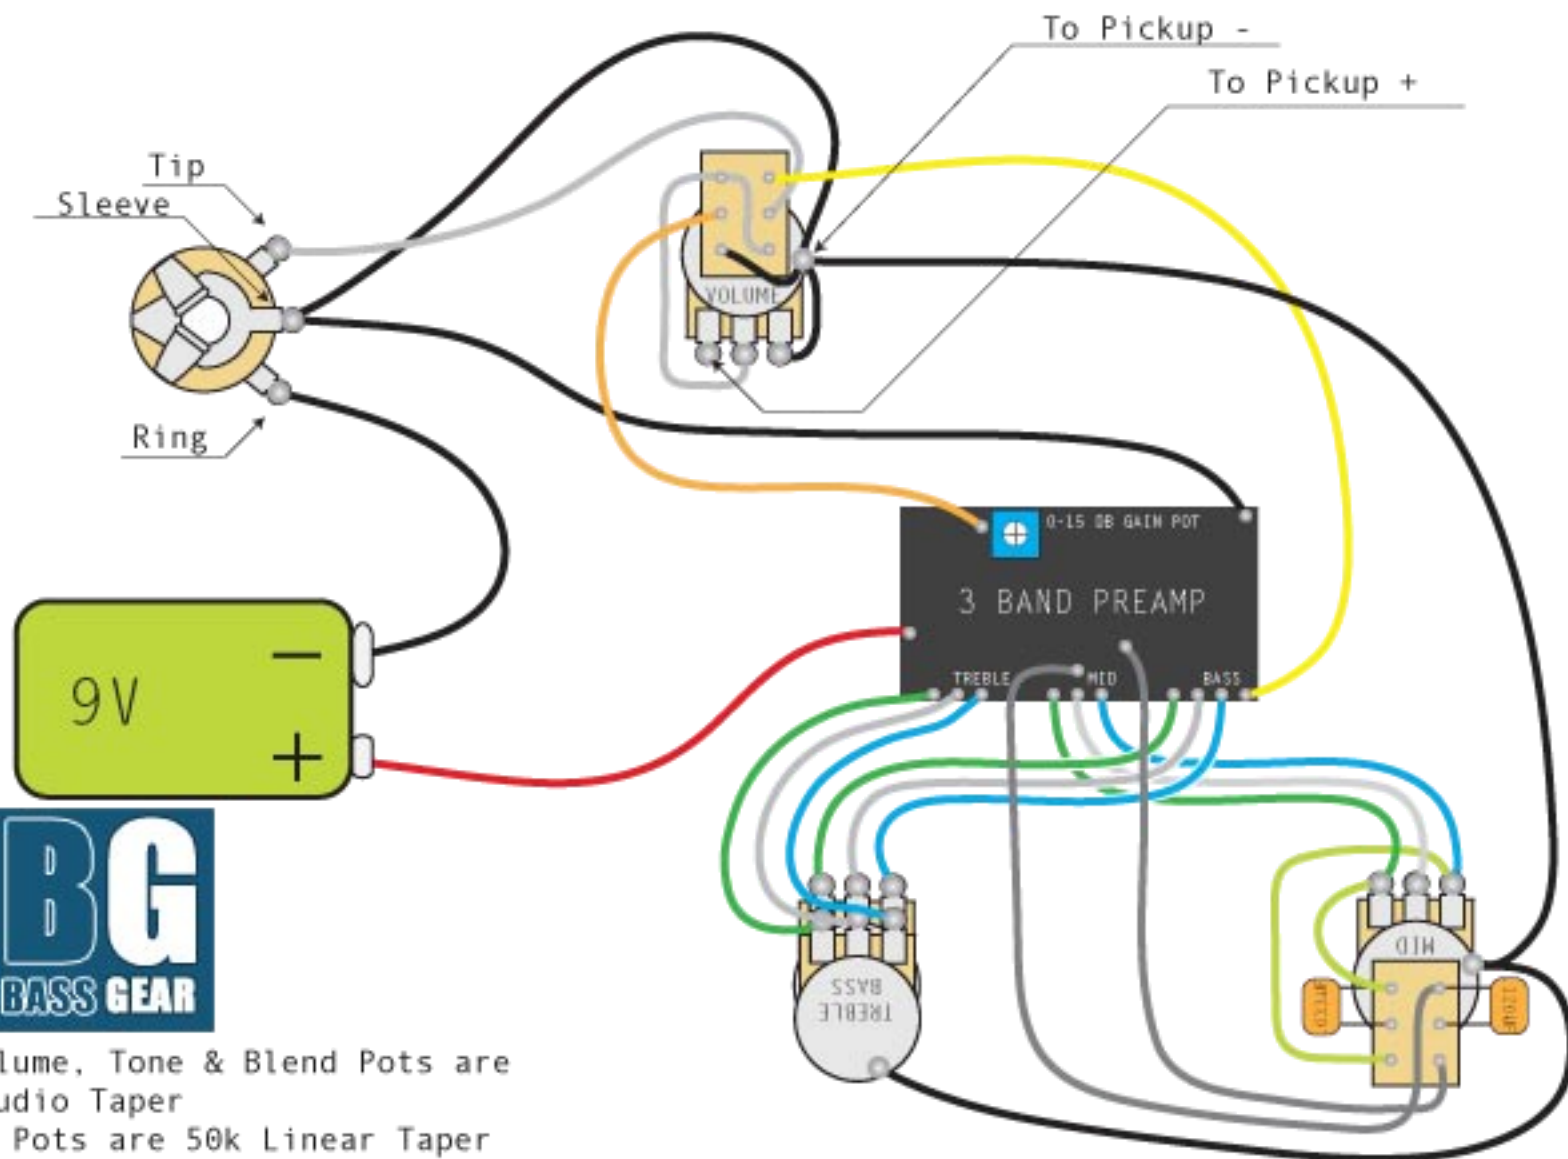 To Pickup -
To Pickup +
Tip
Sleeve
VOLUME
Ring
0-15 DB GAIN POT
3 BAND PREAMP
TREBLE MID BASS
9V
BG
BASS GEAR
MID
BASS
TREBLE
lume, Tone & Blend Pots are
udio Taper
Pots are 50k Linear Taper